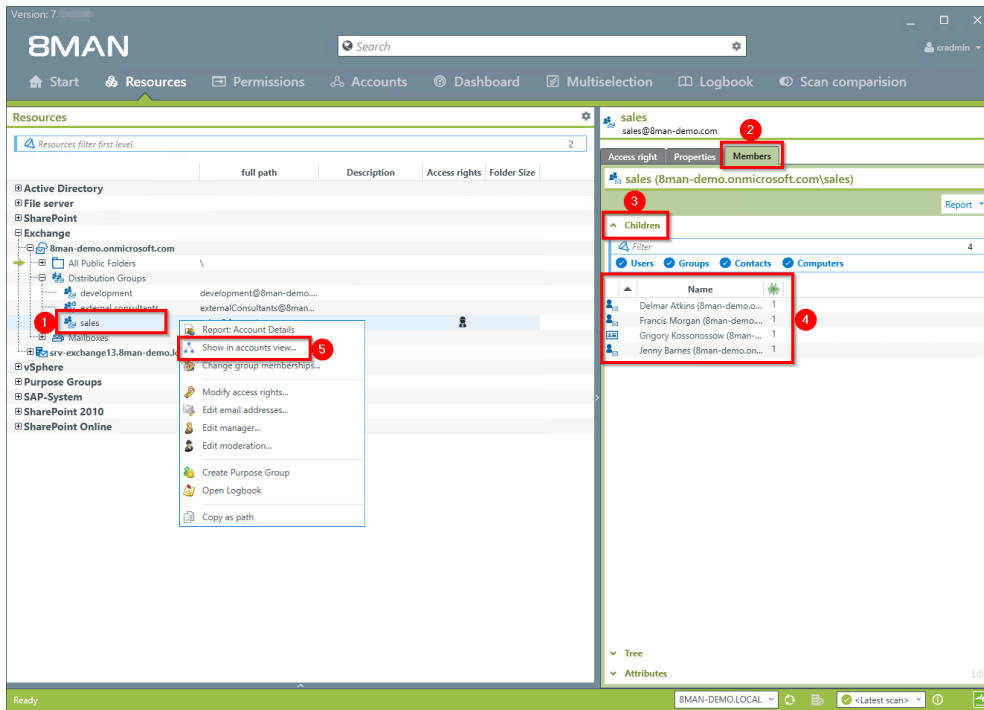 Version: 7.
8MAN
Search
cradmin
Start Resources Permissions Accounts Dashboard Multiselection Logbook Scan comparision
Resources
Resources filter first level 2
full path Description Access rights Folder Size
Active Directory
File server
SharePoint
Exchange
8man-demo.onmicrosoft.com
All Public Folders \
Distribution Groups
development development@8man-demo....
external consultants externalConsultants@8man...
1 sales
Mailboxes
srv-exchange13.8man-demo.lo
vSphere
Purpose Groups
SAP-System
SharePoint 2010
SharePoint Online
Report: Account Details
Show in accounts view... 5
Change group memberships...
Modify access rights...
Edit email addresses...
Edit manager...
Edit moderation...
Create Purpose Group
Open Logbook
Copy as path
sales
sales@8man-demo.com
2
Access right Properties Members
sales (8man-demo.onmicrosoft.com\sales)
3
Report
Children
Filter 4
Users Groups Contacts Computers
Name
Delmar Atkins (8man-demo.o... 1
Francis Morgan (8man-demo.... 1
Grigory Kossonossow (8man-... 1
Jenny Barnes (8man-demo.on... 1
4
Tree
Attributes
Ready 8MAN-DEMO.LOCAL <Latest scan>